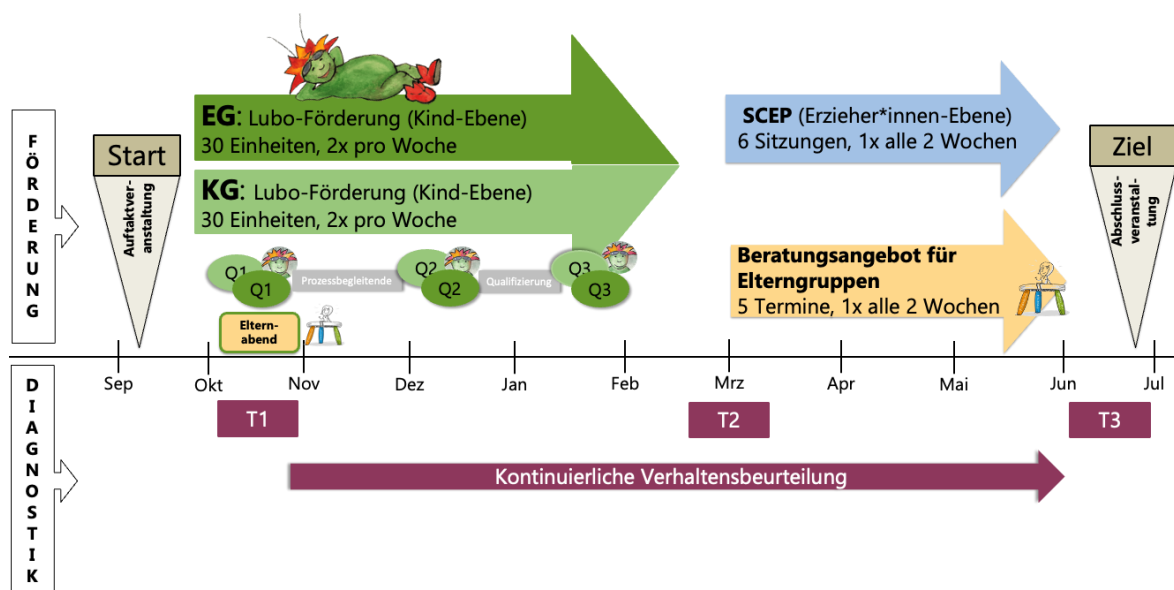 FÖRDERUNG
Start
Auftaktver-
anstaltung
EG: Lubo-Förderung (Kind-Ebene)
30 Einheiten, 2x pro Woche
KG: Lubo-Förderung (Kind-Ebene)
30 Einheiten, 2x pro Woche
Q1
Q1
Prozessbegleitende
Q2
Q2
Qualifizierung
Q3
Q3
Eltern-
abend
SCEP (Erzieher*innen-Ebene)
6 Sitzungen, 1x alle 2 Wochen
Beratungsangebot für
Elterngruppen
5 Termine, 1x alle 2 Wochen
Ziel
Abschluss-
veranstal-
tung
Sep Okt Nov Dez Jan Feb Mrz Apr Mai Jun Jul
DIAGNOSTIK
T1 T2 T3
Kontinuierliche Verhaltensbeurteilung